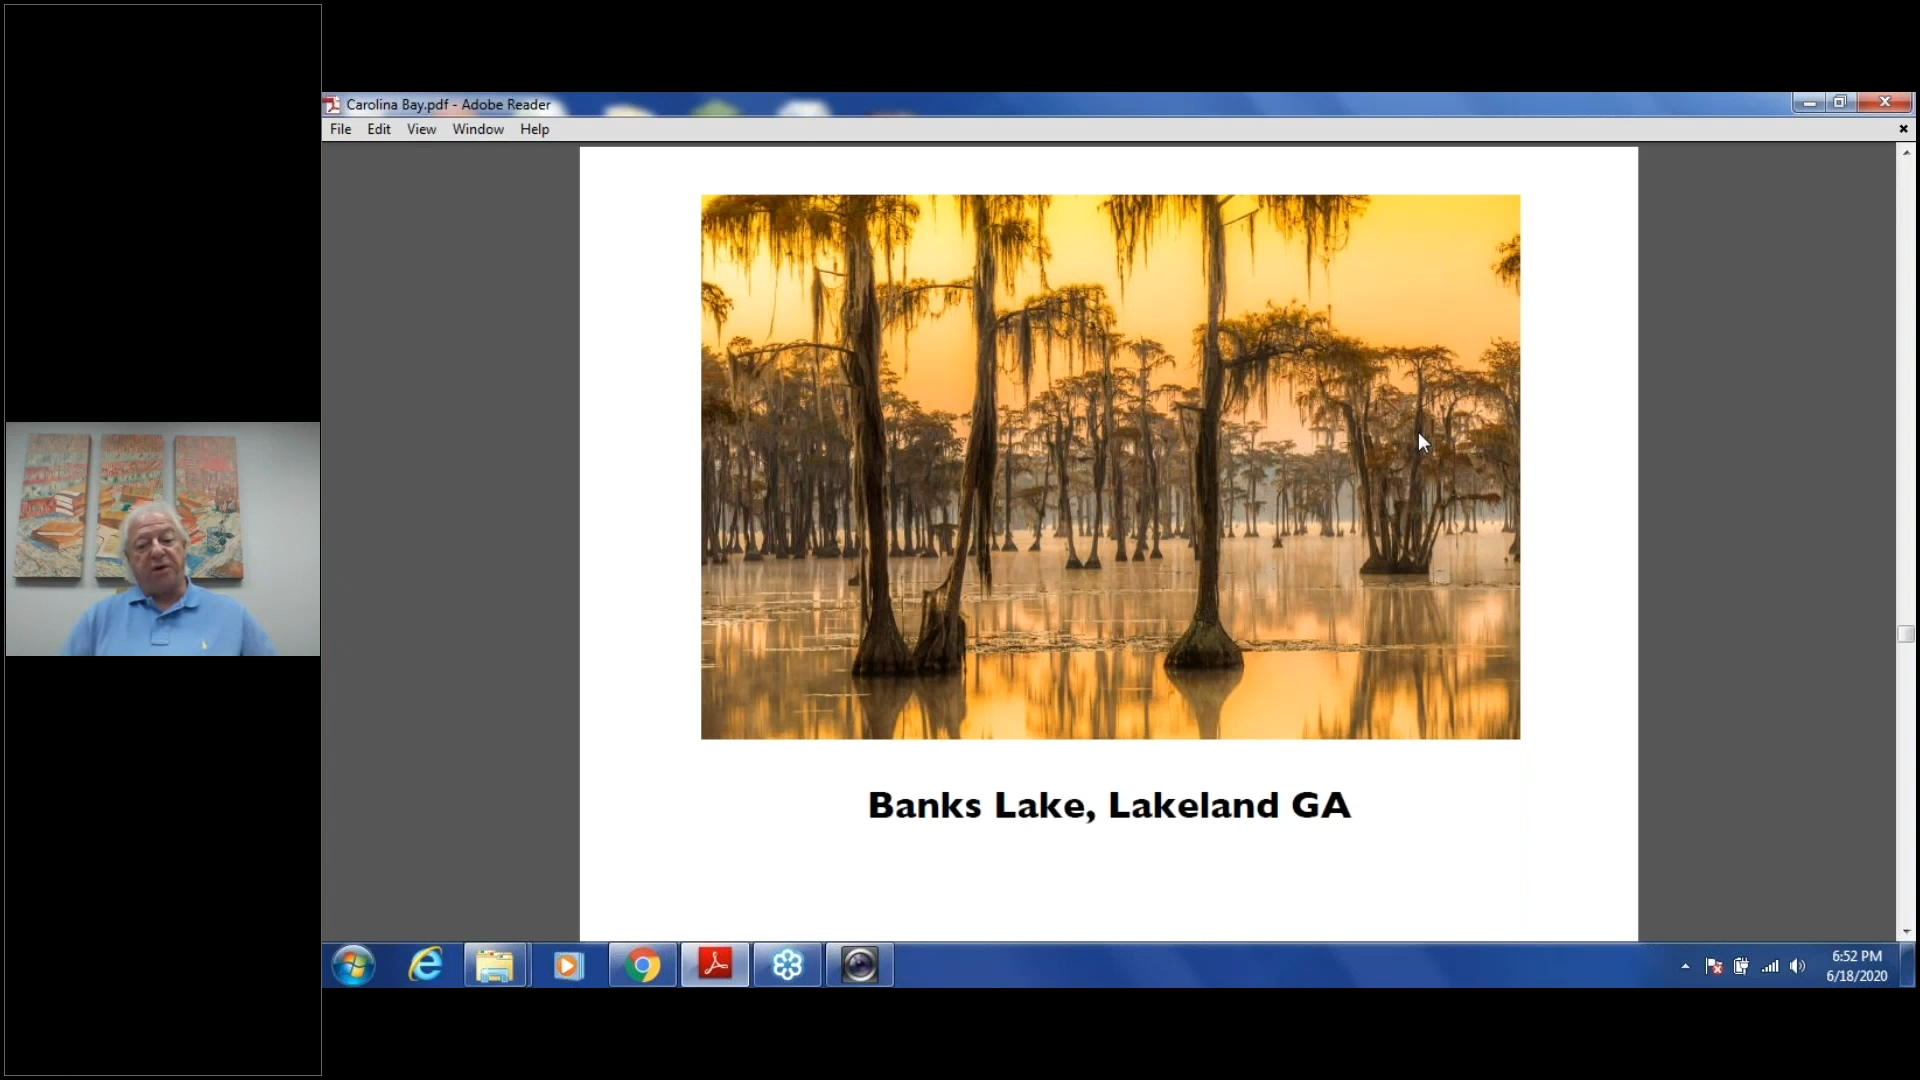 Carolina Bay.pdf - Adobe Reader
File Edit View Window Help
Banks Lake, Lakeland GA
6:52 PM
6/18/2020